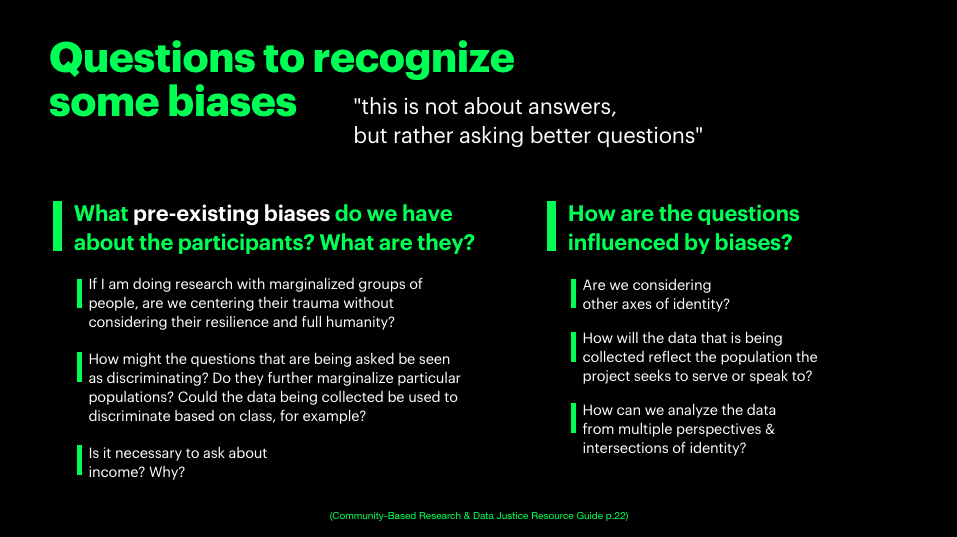 Questions to recognize
some biases
"this is not about answers,
but rather asking better questions"
What pre-existing biases do we have
about the participants? What are they?
If I am doing research with marginalized groups of
people, are we centering their trauma without
considering their resilience and full humanity?
How might the questions that are being asked be seen
as discriminating? Do they further marginalize particular
populations? Could the data being collected be used to
discriminate based on class, for example?
Is it necessary to ask about
income? Why?
How are the questions
influenced by biases?
Are we considering
other axes of identity?
How will the data that is being
collected reflect the population the
project seeks to serve or speak to?
How can we analyze the data
from multiple perspectives &
intersections of identity?
(Community-Based Research & Data Justice Resource Guide p.22)